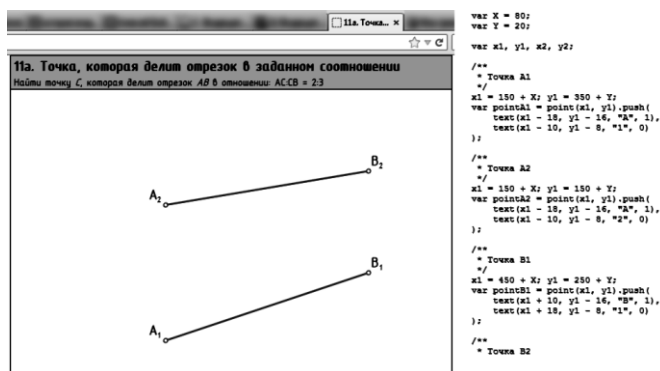 11а. Точка... ×
11а. Точка, которая делит отрезок в заданном соотношении
Найти точку C, которая делит отрезок AB в отношении: AC:CB = 2:3
B2
A2
B1
A1
var X = 80;
var Y = 20;
var x1, y1, x2, y2;
/**
* Точка A1
*/
x1 = 150 + X; y1 = 350 + Y;
var pointA1 = point(x1, y1).push(
text(x1 - 18, y1 - 16, "A", 1),
text(x1 - 10, y1 - 8, "1", 0)
);
/**
* Точка A2
*/
x1 = 150 + X; y1 = 150 + Y;
var pointA2 = point(x1, y1).push(
text(x1 - 18, y1 - 16, "A", 1),
text(x1 - 10, y1 - 8, "2", 0)
);
/**
* Точка B1
*/
x1 = 450 + X; y1 = 250 + Y;
var pointB1 = point(x1, y1).push(
text(x1 + 10, y1 - 16, "B", 1),
text(x1 + 18, y1 - 8, "1", 0)
);
/**
* Точка B2